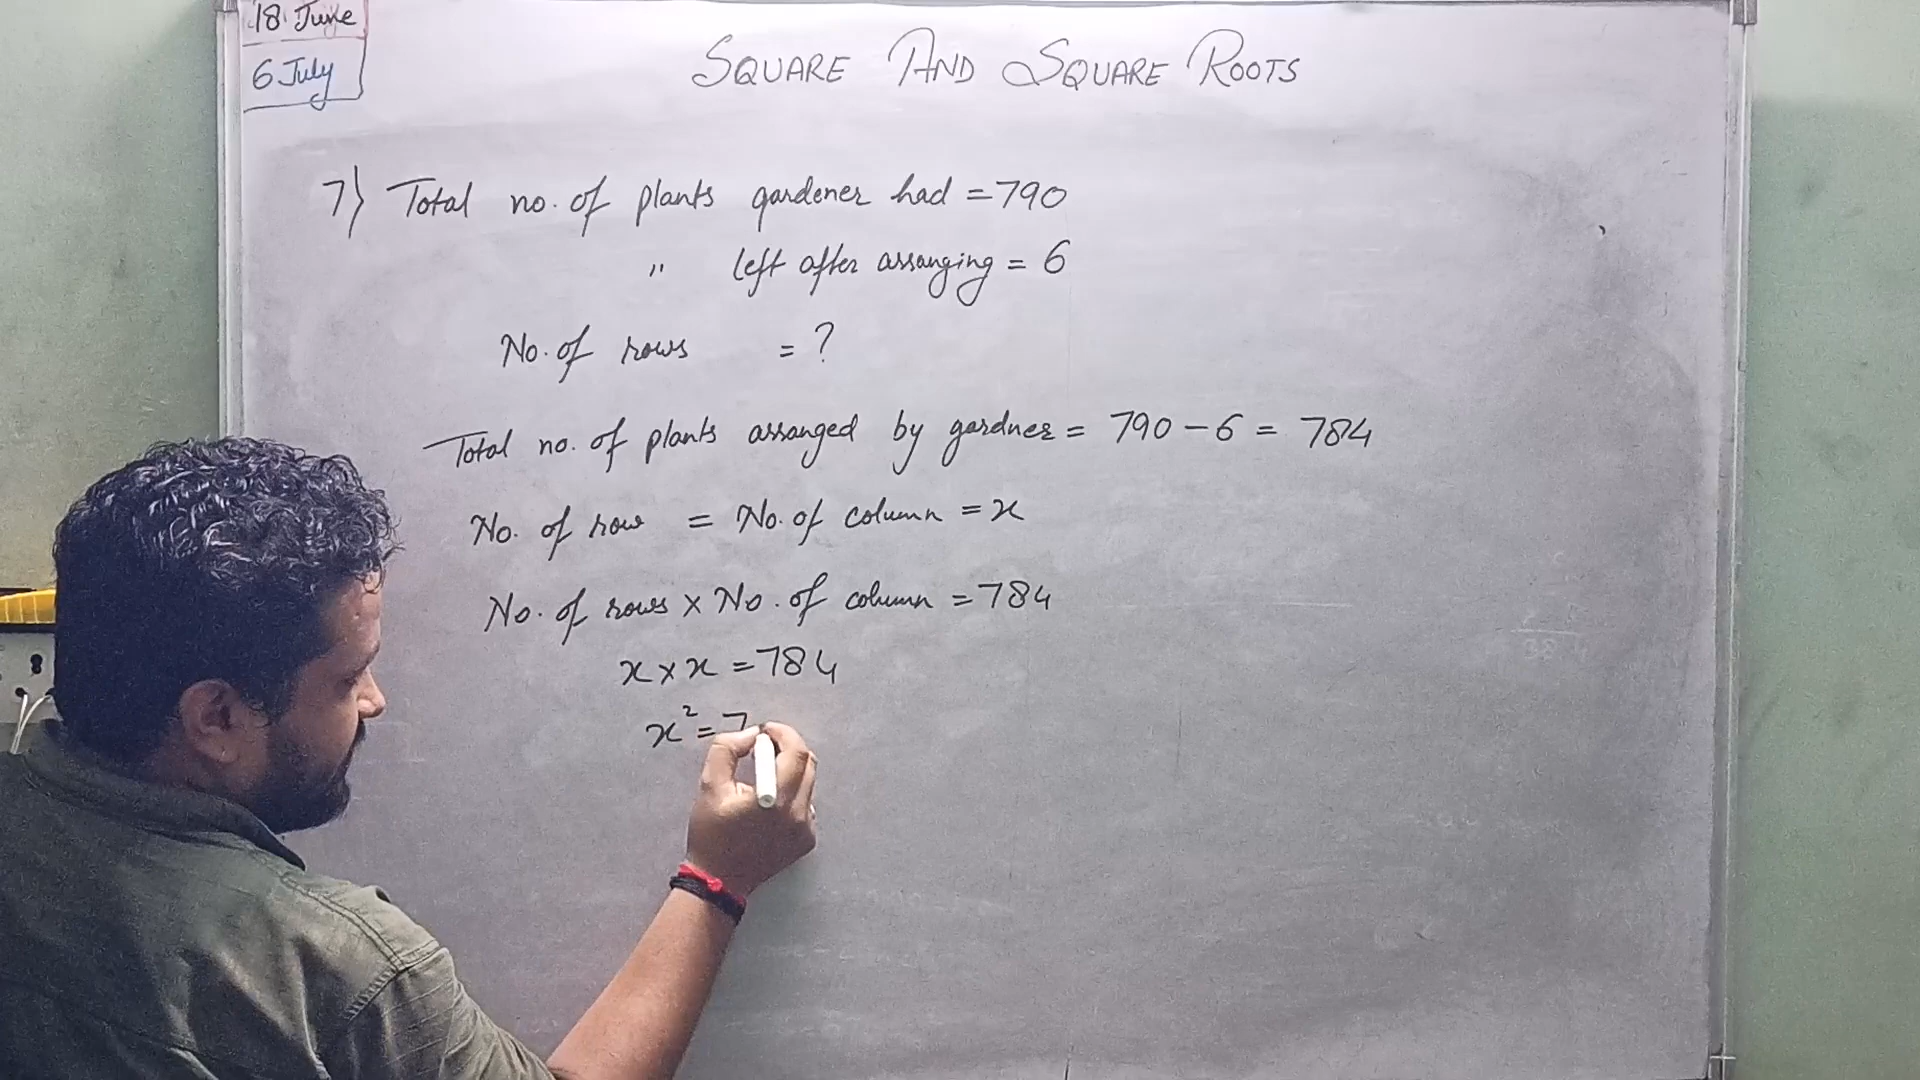 18 June
6 July
SQUARE AND SQUARE ROOTS
7) Total no. of plants gardener had = 790
" left after arranging = 6
No. of rows = ?
Total no. of plants arranged by gardner = 790 - 6 = 784
No. of row = No. of column = x
No. of rows x No. of column = 784
x x x = 784
x² = 7